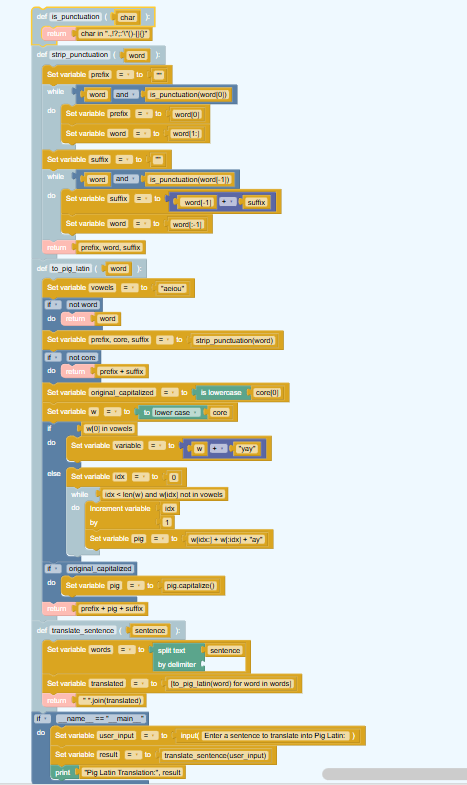 def is_punctuation ( char ):
return char in ".,!?;:'\"()-[]{}"
def strip_punctuation ( word ):
Set variable prefix = to ""
while word and is_punctuation(word[0])
do Set variable prefix = to word[0]
Set variable word = to word[1:]
Set variable suffix = to ""
while word and is_punctuation(word[-1])
do Set variable suffix = to word[-1] + suffix
Set variable word = to word[:-1]
return prefix, word, suffix
def to_pig_latin ( word ):
Set variable vowels = to "aeiou"
if not word
do return word
Set variable prefix, core, suffix = to strip_punctuation(word)
if not core
do return prefix + suffix
Set variable original_capitalized = to is lowercase core[0]
Set variable w = to to lower case core
if w[0] in vowels
do Set variable variable = to w + "yay"
else Set variable idx = to 0
while idx < len(w) and w[idx] not in vowels
do Increment variable idx
by 1
Set variable pig = to w[idx:] + w[:idx] + "ay"
if original_capitalized
do Set variable pig = to pig.capitalize()
return prefix + pig + suffix
def translate_sentence ( sentence ):
Set variable words = to split text sentence
by delimiter
Set variable translated = to [to_pig_latin(word) for word in words]
return " ".join(translated)
if __name__ == "__main__"
do Set variable user_input = to input( Enter a sentence to translate into Pig Latin: )
Set variable result = to translate_sentence(user_input)
print "Pig Latin Translation:", result